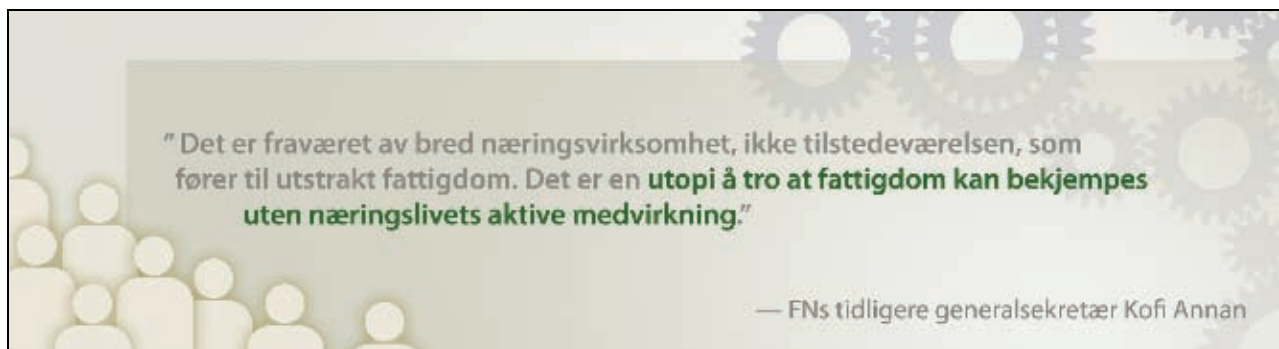 " Det er fraværet av bred næringsvirksomhet, ikke tilstedeværelsen, som
fører til utstrakt fattigdom. Det er en utopi å tro at fattigdom kan bekjempes
uten næringslivets aktive medvirkning."
— FNs tidligere generalsekretær Kofi Annan